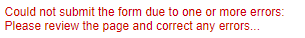 Could not submit the form due to one or more errors:
Please review the page and correct any errors...